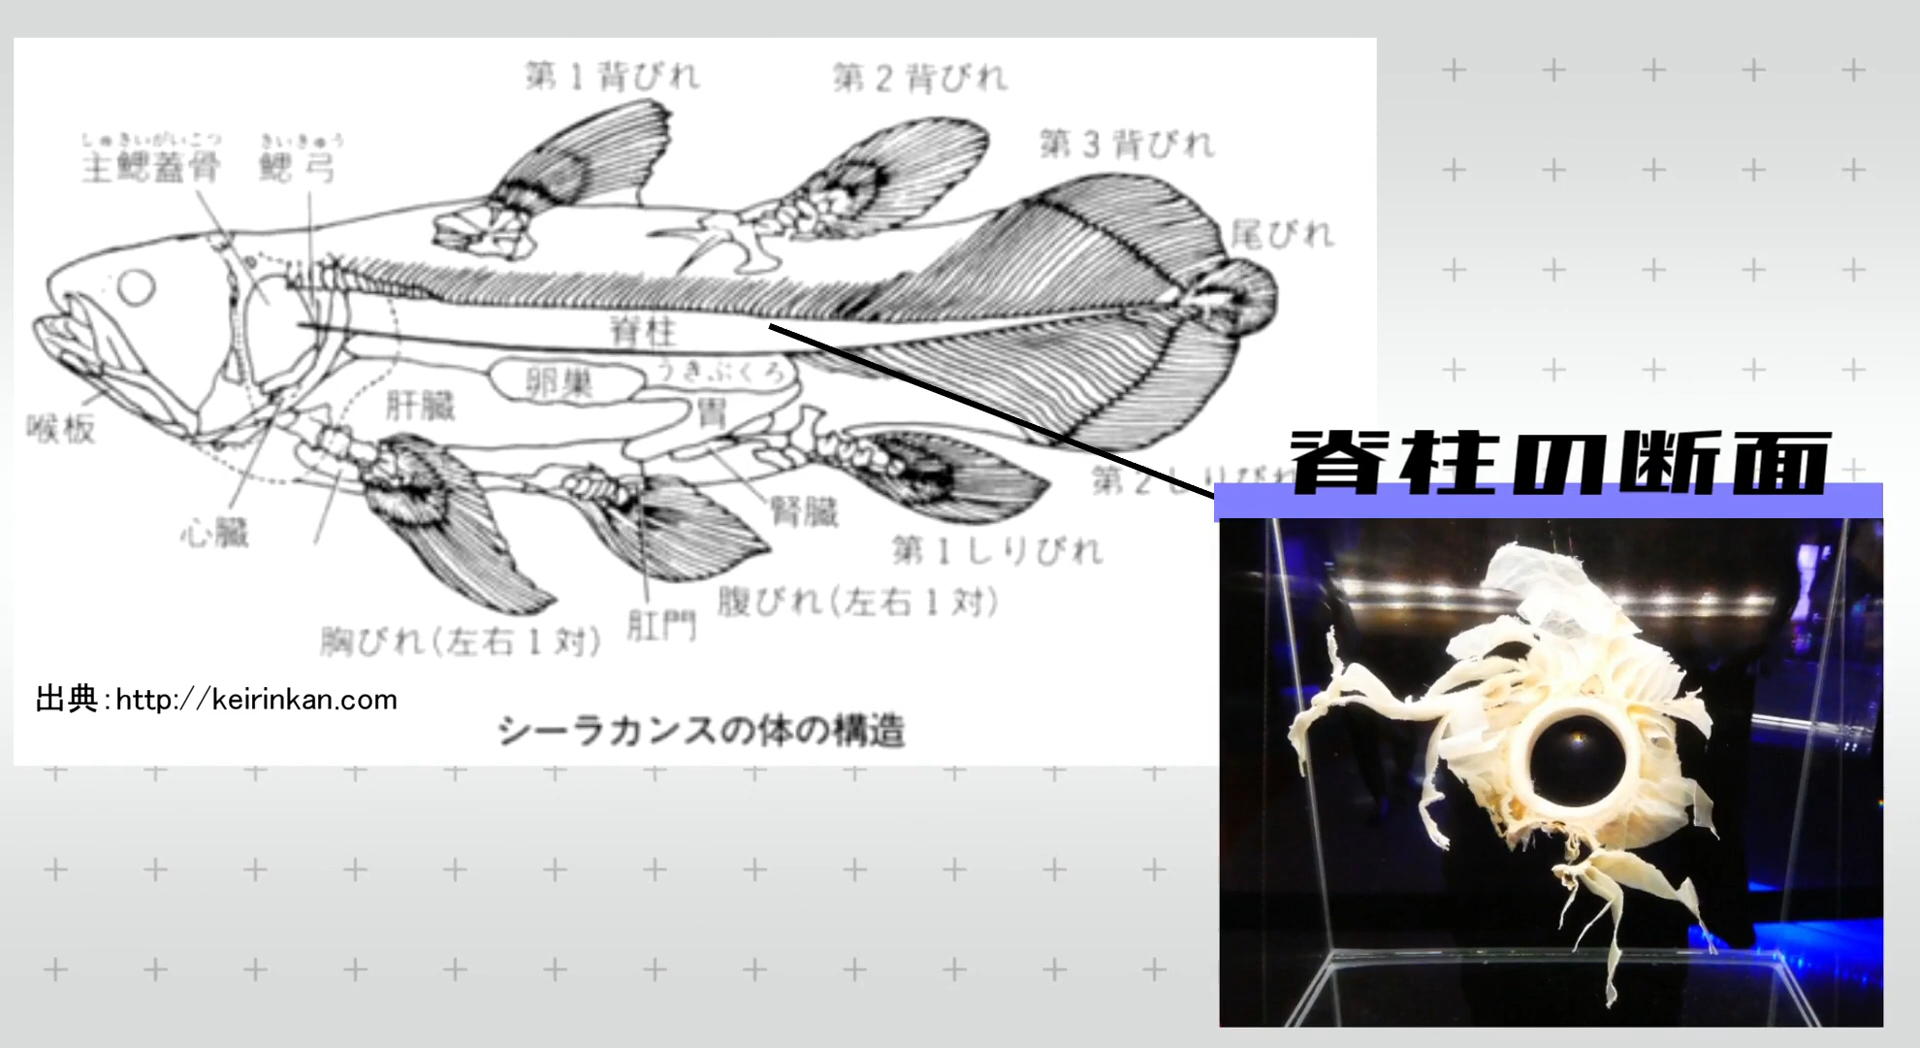 第1背びれ
第2背びれ
第3背びれ
しゅさいがいこつ
主鰓蓋骨
さいきゅう
鰓弓
尾びれ
脊柱
卵巣
うきぶくろ
肝臓
胃
喉板
脊柱の断面
第2しりびれ
心臓
腎臓
第1しりびれ
腹びれ(左右1対)
肛門
胸びれ(左右1対)
出典:http://keirinkan.com
シーラカンスの体の構造